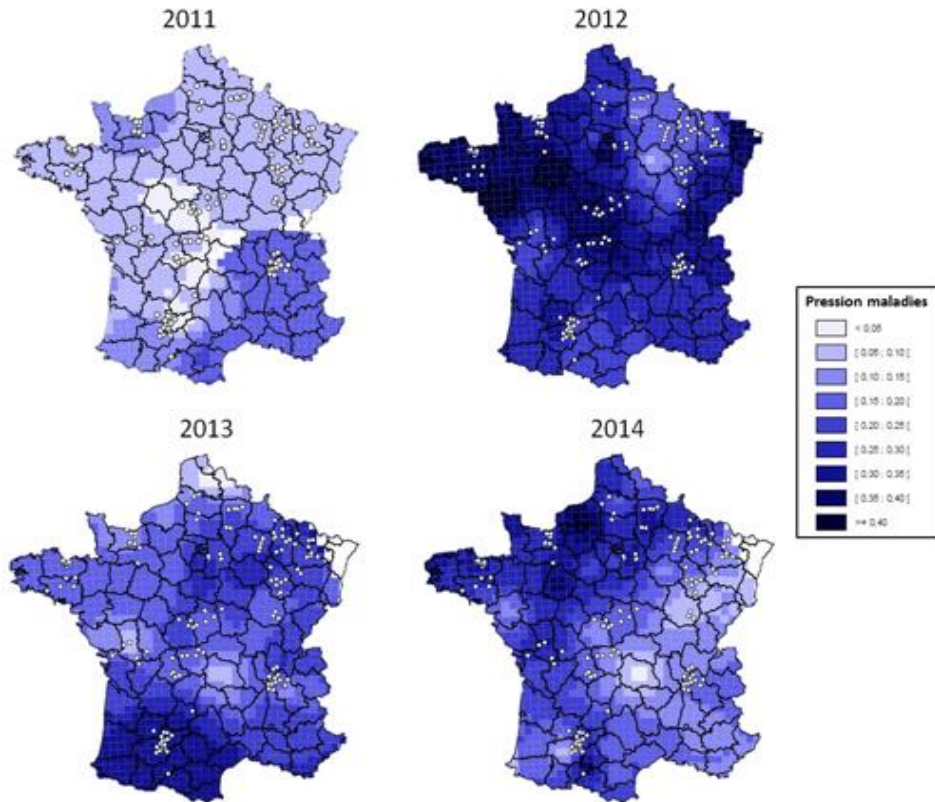 2011
2012
2013
2014
Pression maladies
< 0,05
[ 0,05 ; 0,10 [
[ 0,10 ; 0,15 [
[ 0,15 ; 0,20 [
[ 0,20 ; 0,25 [
[ 0,25 ; 0,30 [
[ 0,30 ; 0,35 [
[ 0,35 ; 0,40 [
>= 0,40